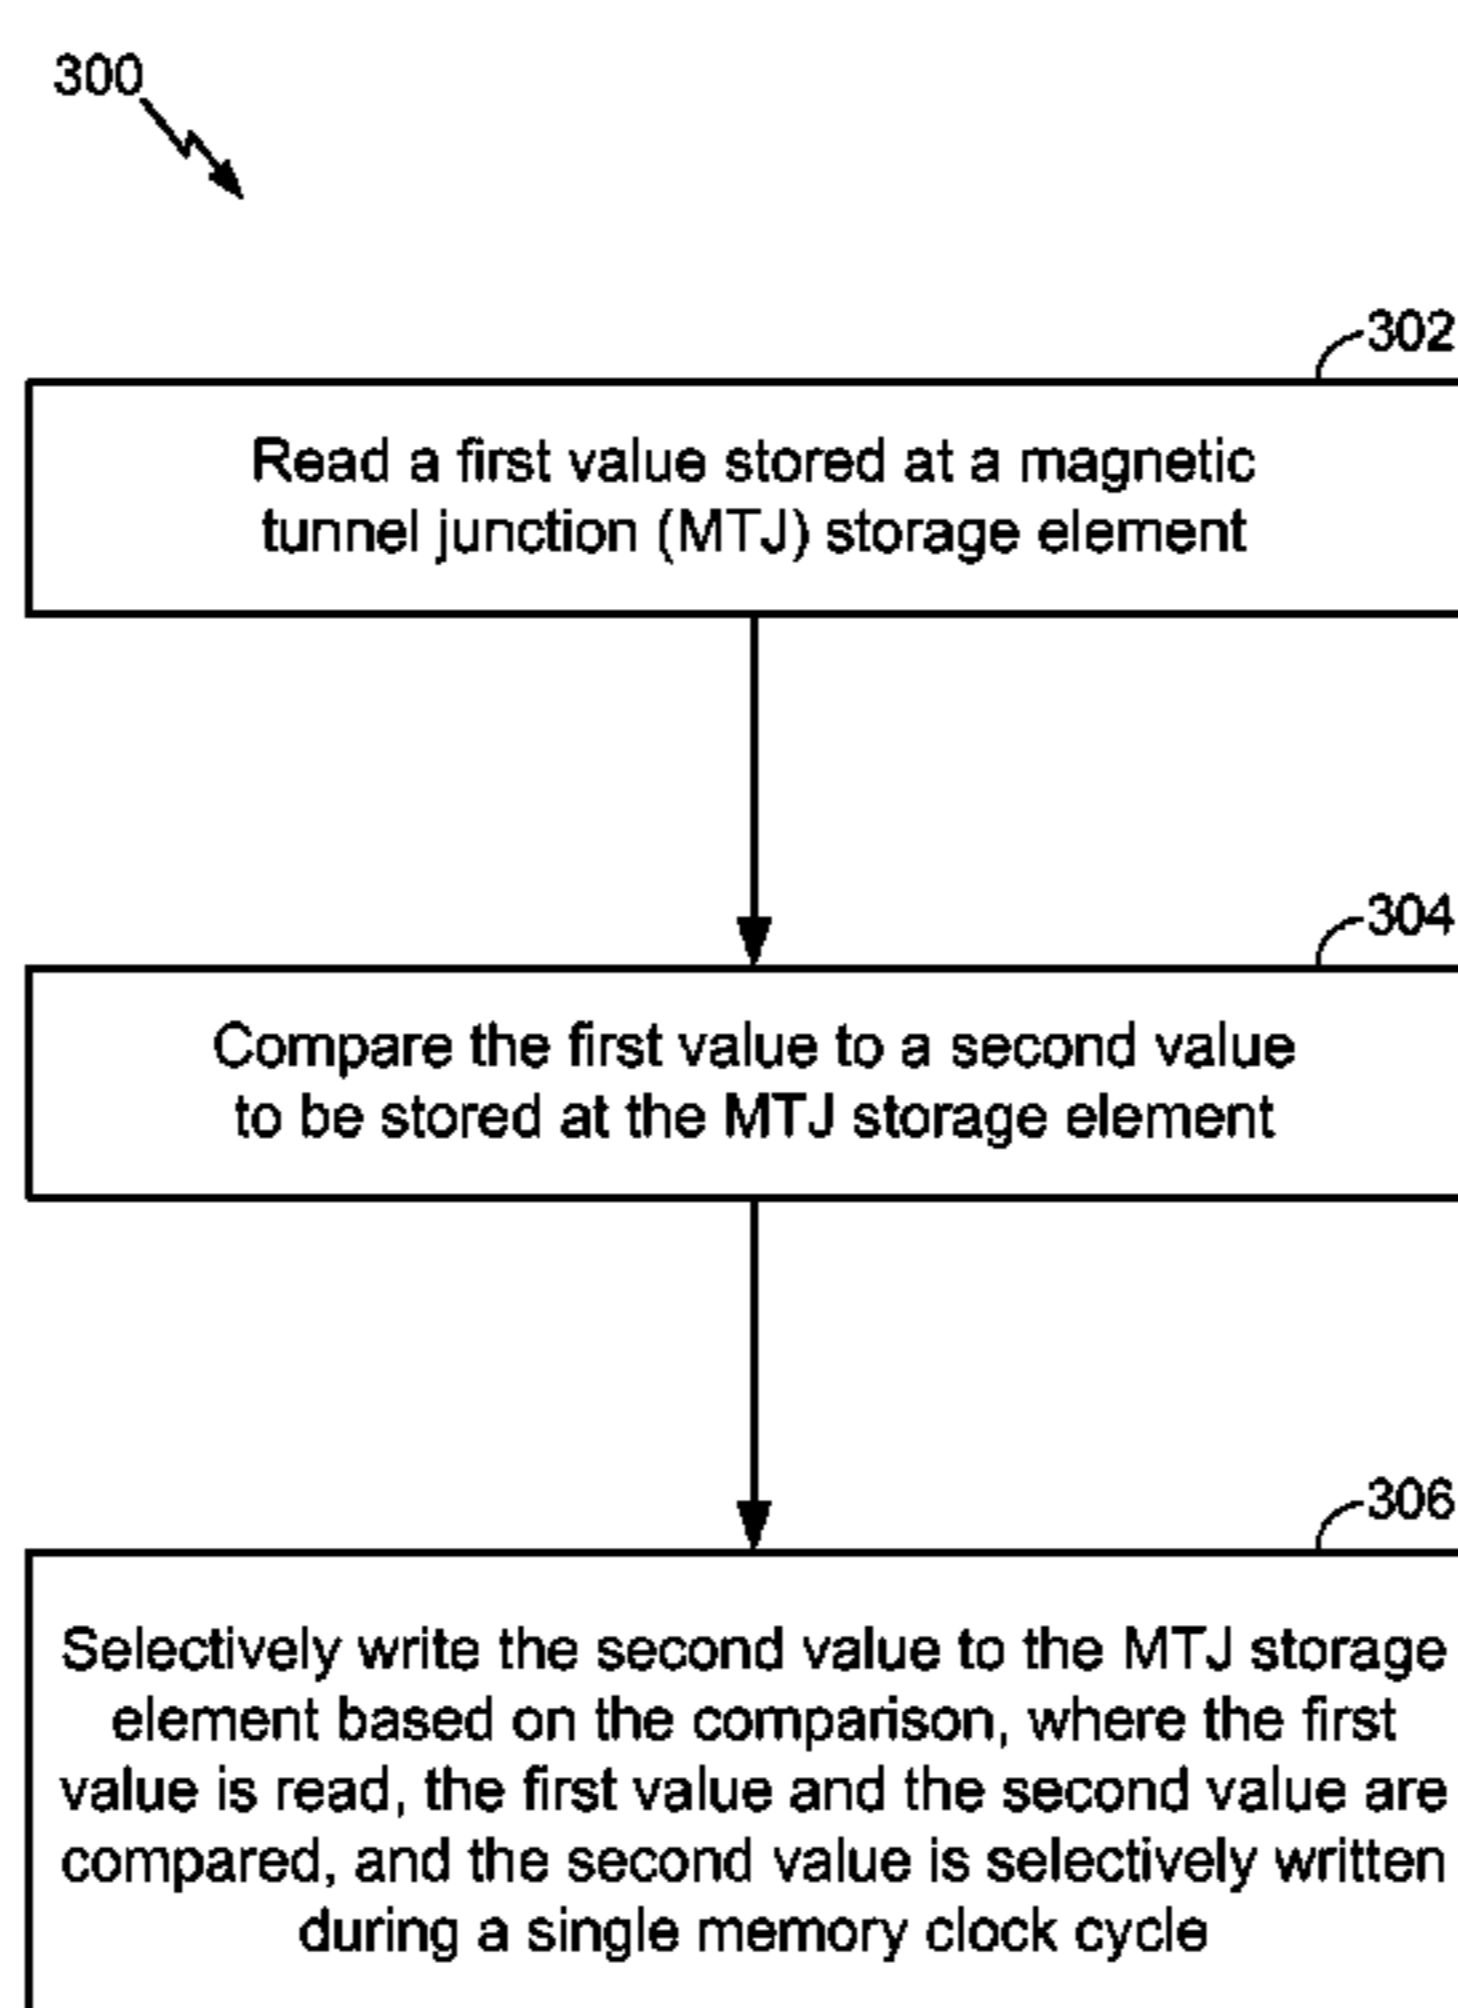 300
302
Read a first value stored at a magnetic
tunnel junction (MTJ) storage element
304
Compare the first value to a second value
to be stored at the MTJ storage element
306
Selectively write the second value to the MTJ storage
element based on the comparison, where the first
value is read, the first value and the second value are
compared, and the second value is selectively written
during a single memory clock cycle